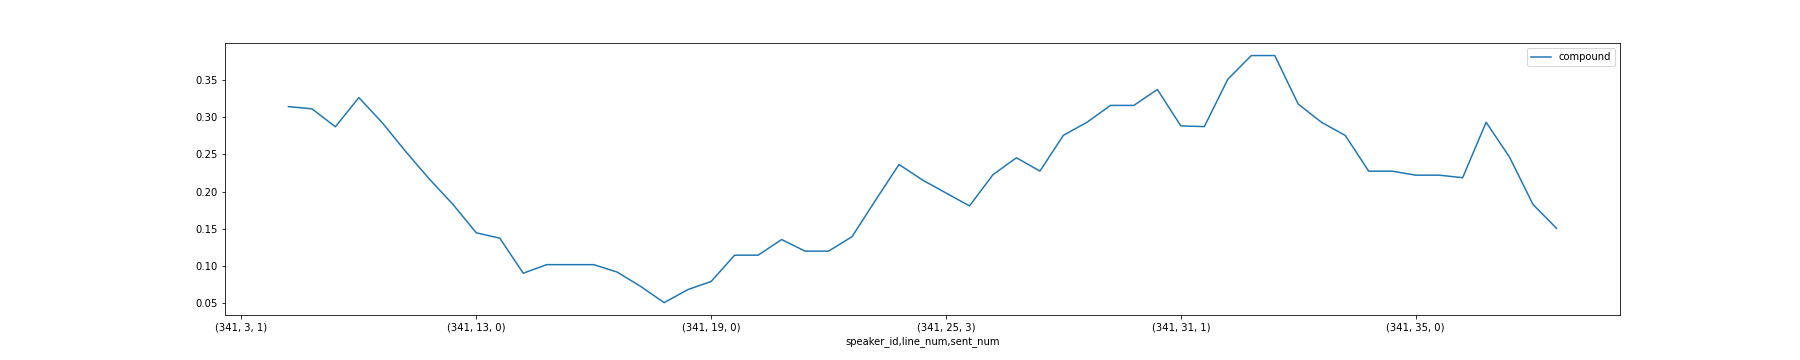 compound
0.35
0.30
0.25
0.20
0.15
0.10
0.05
(341, 3, 1) (341, 13, 0) (341, 19, 0) (341, 25, 3) (341, 31, 1) (341, 35, 0)
speaker_id,line_num,sent_num